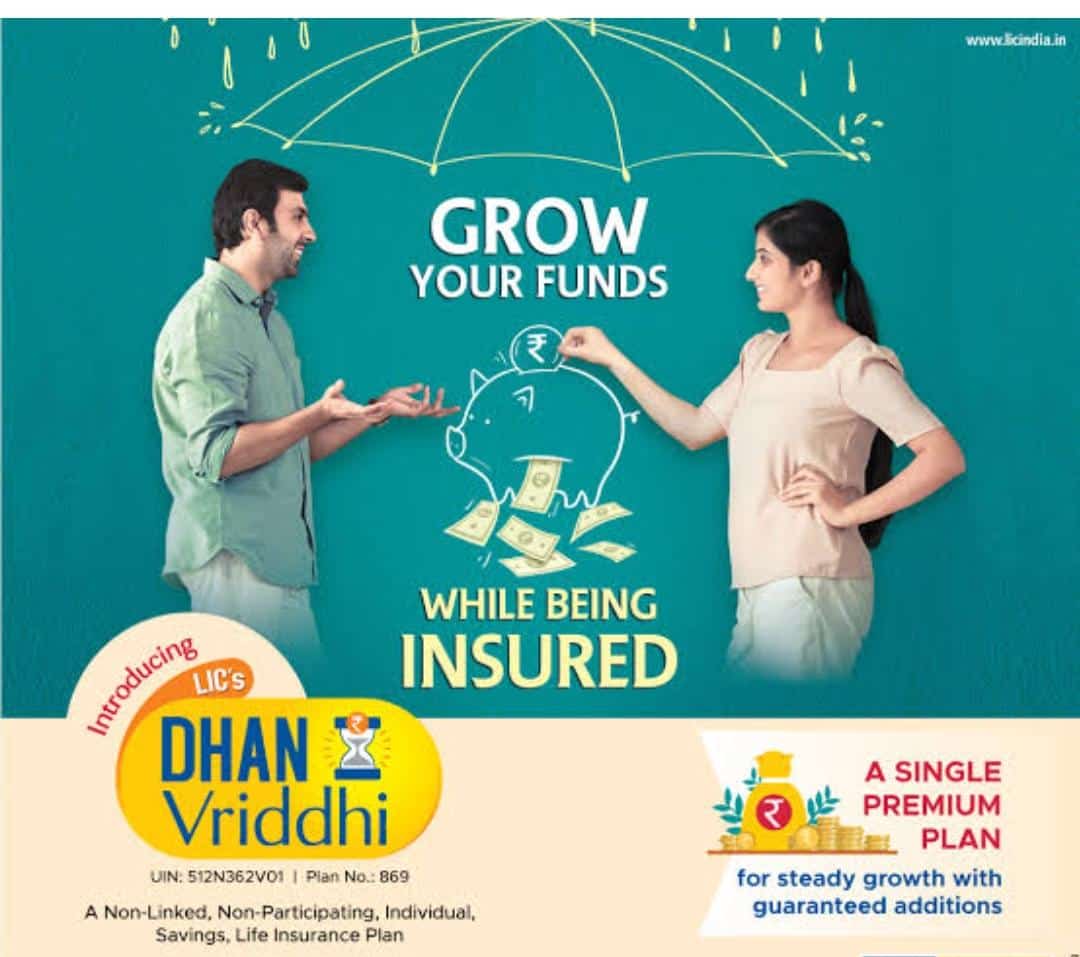 www.licindia.in
GROW
YOUR FUNDS
₹
WHILE BEING
INSURED
Introducing
LIC's
DHAN
₹
Vriddhi
UIN: 512N362V01 | Plan No.: 869
A Non-Linked, Non-Participating, Individual,
Savings, Life Insurance Plan
₹
A SINGLE
PREMIUM
PLAN
for steady growth with
guaranteed additions